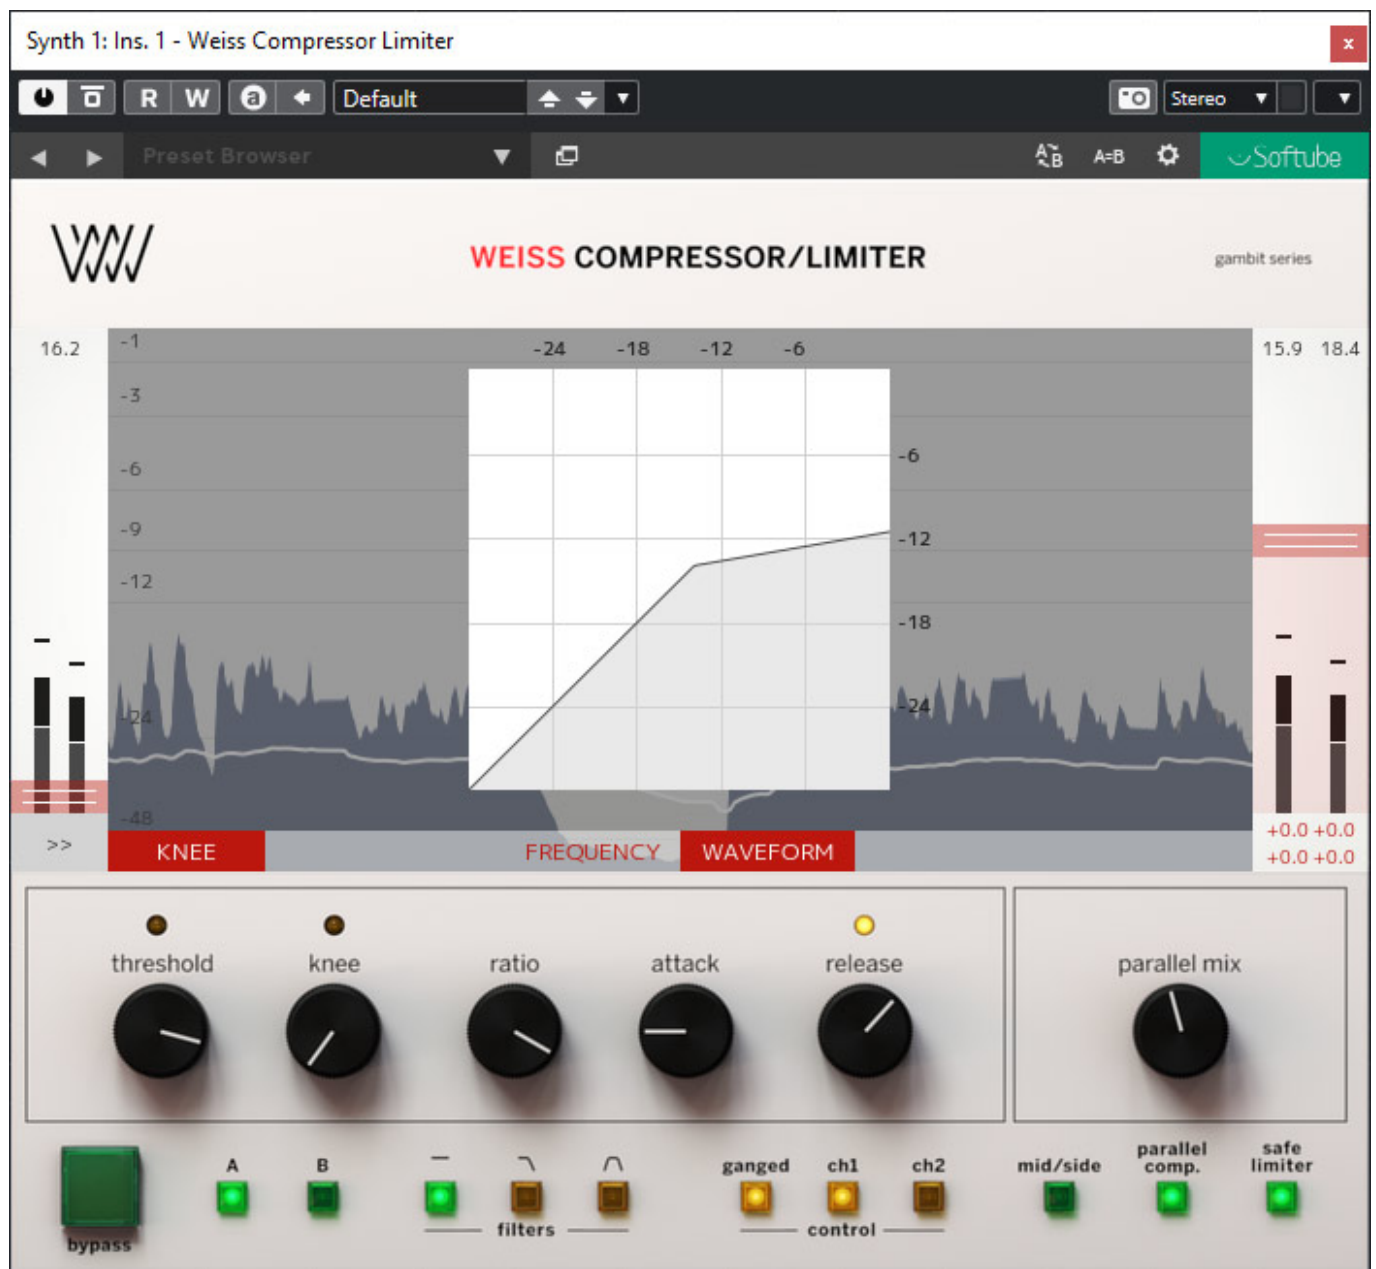 Synth 1: Ins. 1 - Weiss Compressor Limiter
x
R W a Default Stereo
Preset Browser A B A=B Softube
WEISS COMPRESSOR/LIMITER gambit series
16.2 -1 -24 -18 -12 -6 15.9 18.4
-3
-6 -6
-9 -12
-12
-18
-24 -24
-48
+0.0 +0.0
>> KNEE FREQUENCY WAVEFORM +0.0 +0.0
threshold knee ratio attack release parallel mix
A B ganged ch1 ch2 mid/side parallel comp. safe limiter
filters control
bypass